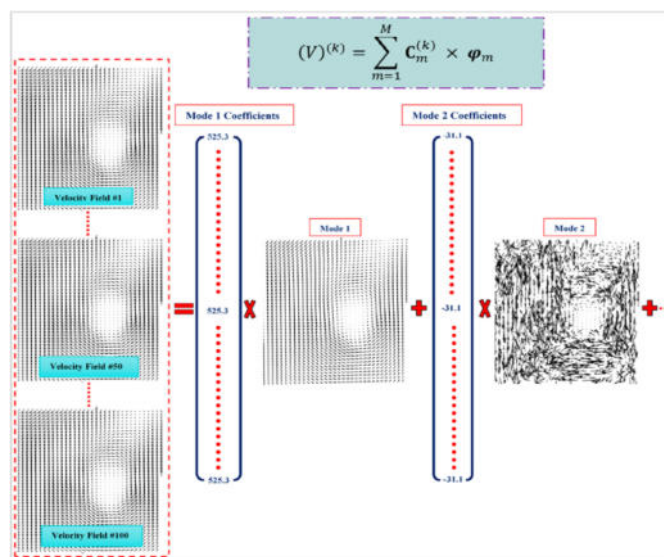 (V)^{(k)} = \sum_{m=1}^{M} C_m^{(k)} × φ_m
Mode 1 Coefficients
Mode 2 Coefficients
525.3
-31.1
Velocity Field #1
Mode 1
Mode 2
=
525.3
X
+
-31.1
X
+
Velocity Field #50
525.3
-31.1
Velocity Field #100